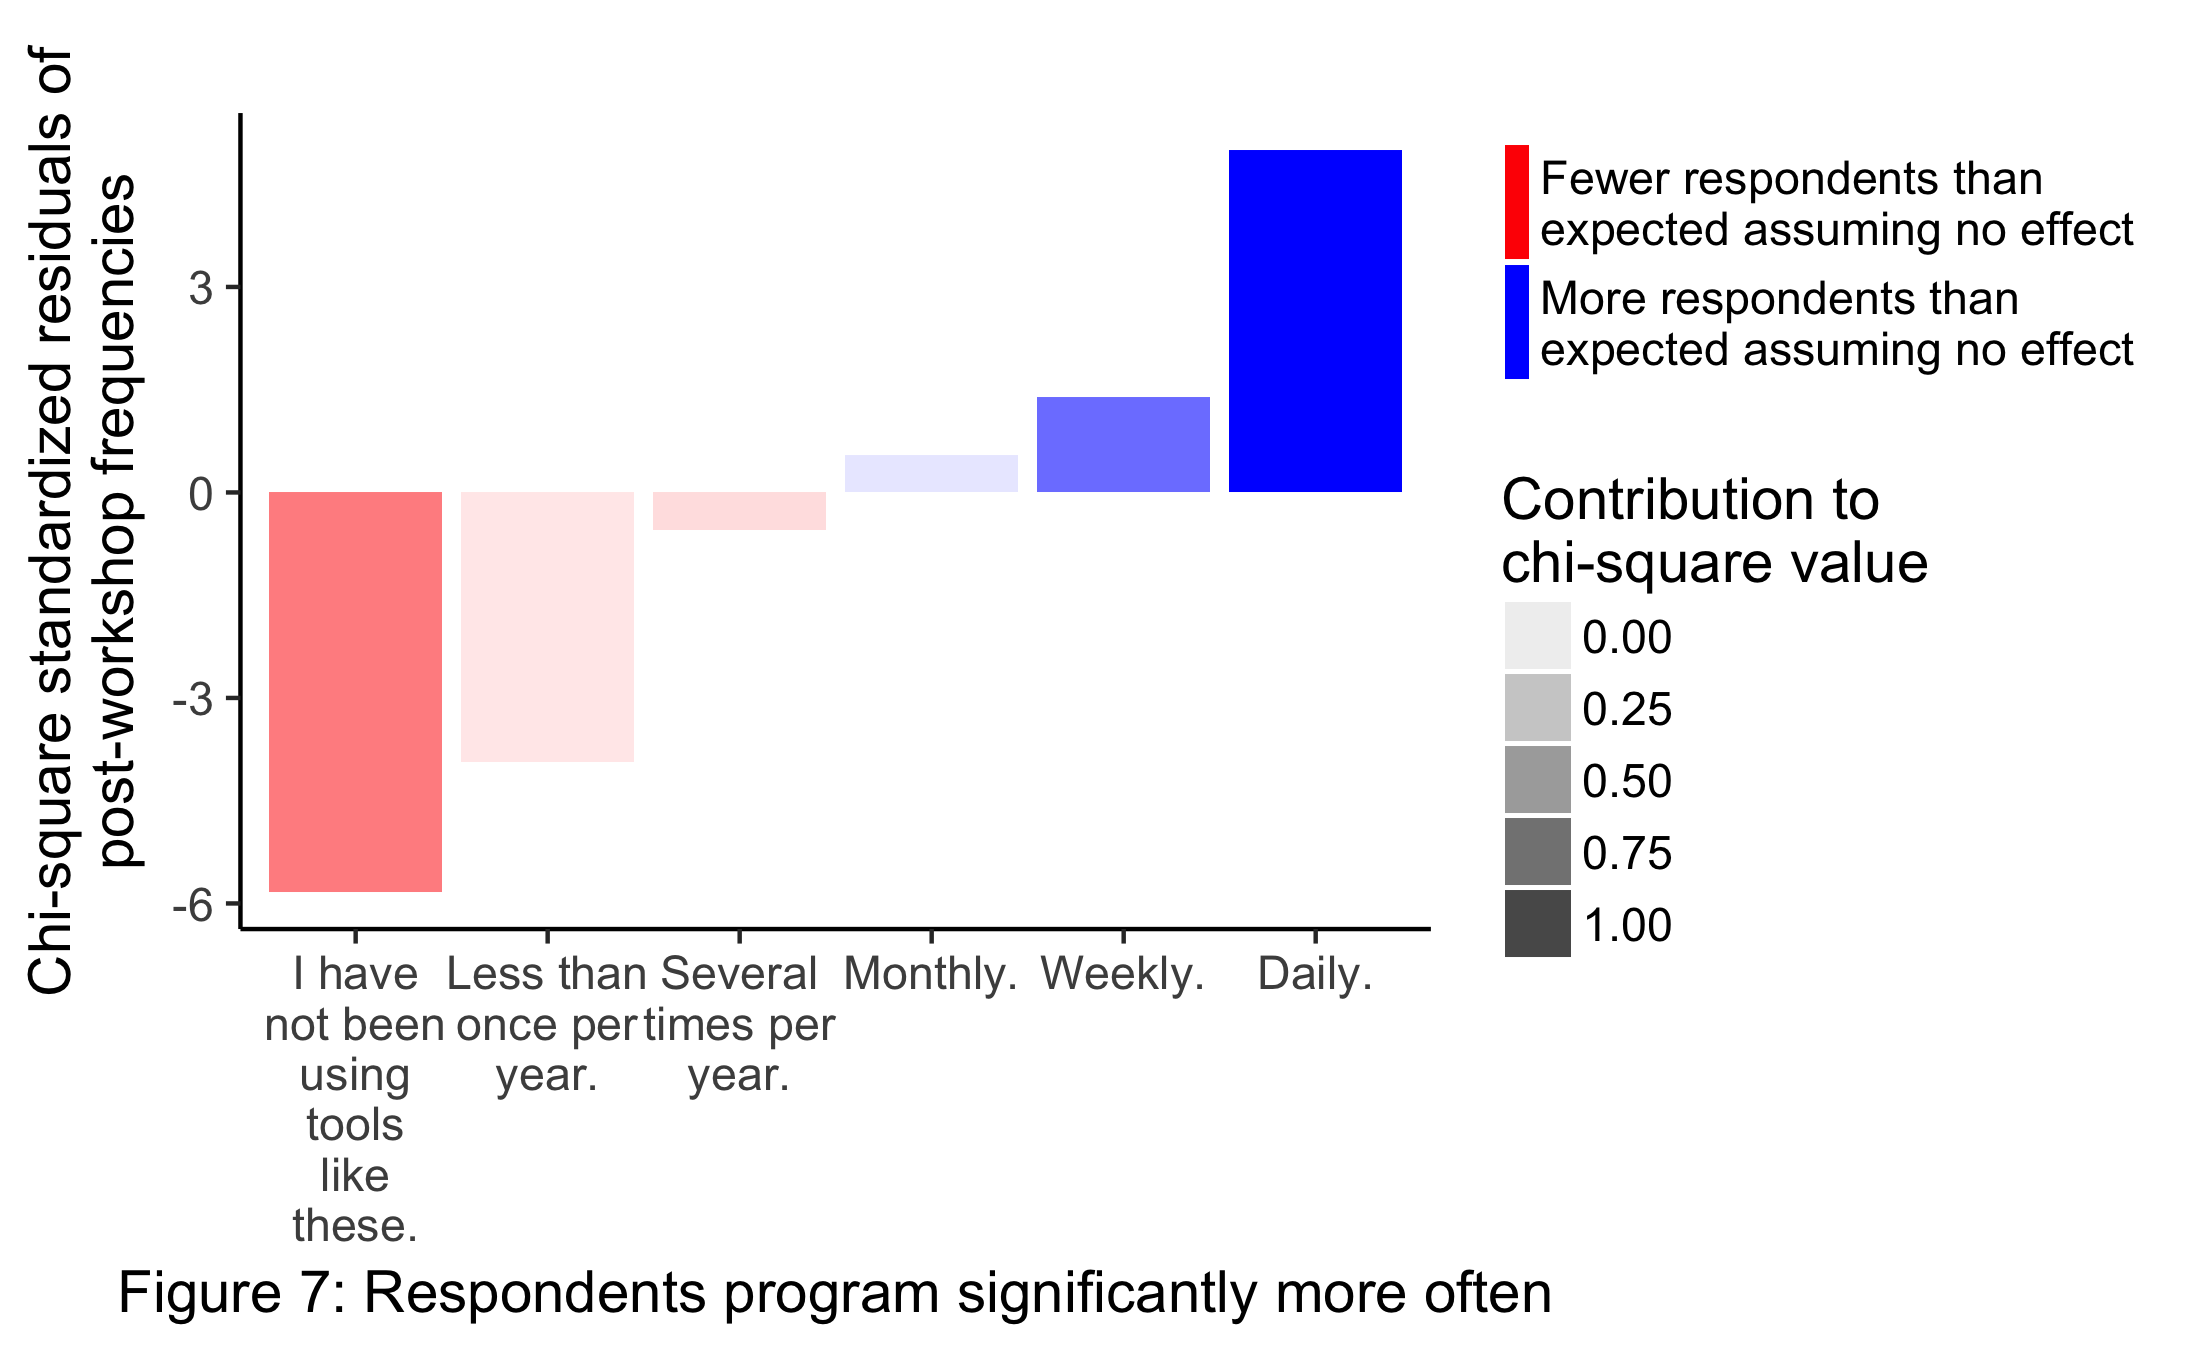 Chi-square standardized residuals of
post-workshop frequencies
3
0
-3
-6
I have
not been
using
tools
like
these.
Less than
once per
year.
Several
times per
year.
Monthly.
Weekly.
Daily.
Fewer respondents than
expected assuming no effect
More respondents than
expected assuming no effect
Contribution to
chi-square value
0.00
0.25
0.50
0.75
1.00
Figure 7: Respondents program significantly more often